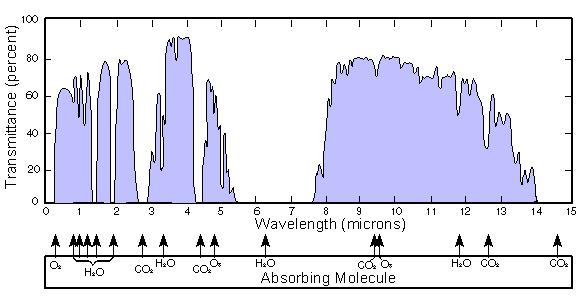 Transmittance (percent)
100
80
60
40
20
0
0 1 2 3 4 5 6 7 8 9 10 11 12 13 14 15
Wavelength (microns)
O₂ H₂O CO₂ H₂O CO₂ O₃ H₂O CO₂ O₃ H₂O CO₂ CO₂
Absorbing Molecule